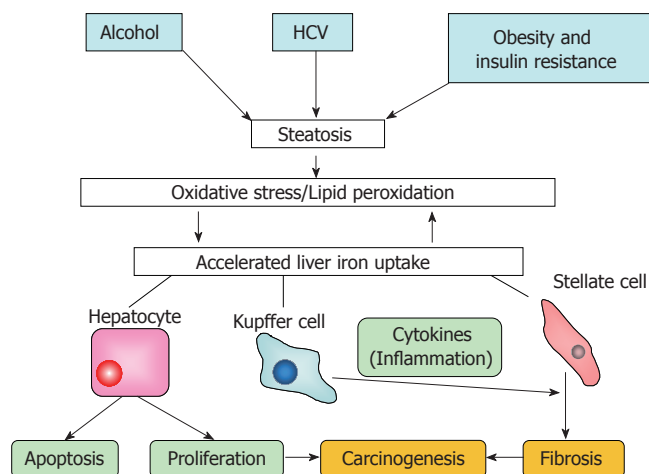 Alcohol
HCV
Obesity and
insulin resistance
Steatosis
Oxidative stress/Lipid peroxidation
Accelerated liver iron uptake
Hepatocyte
Kupffer cell
Stellate cell
Cytokines
(Inflammation)
Apoptosis
Proliferation
Carcinogenesis
Fibrosis